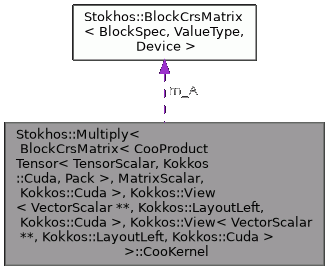 Stokhos::BlockCrsMatrix
< BlockSpec, ValueType,
Device >
m_A
Stokhos::Multiply<
BlockCrsMatrix< CooProduct
Tensor< TensorScalar, Kokkos
::Cuda, Pack >, MatrixScalar,
Kokkos::Cuda >, Kokkos::View
< VectorScalar **, Kokkos::LayoutLeft,
Kokkos::Cuda >, Kokkos::View< VectorScalar
**, Kokkos::LayoutLeft, Kokkos::Cuda >
>::CooKernel